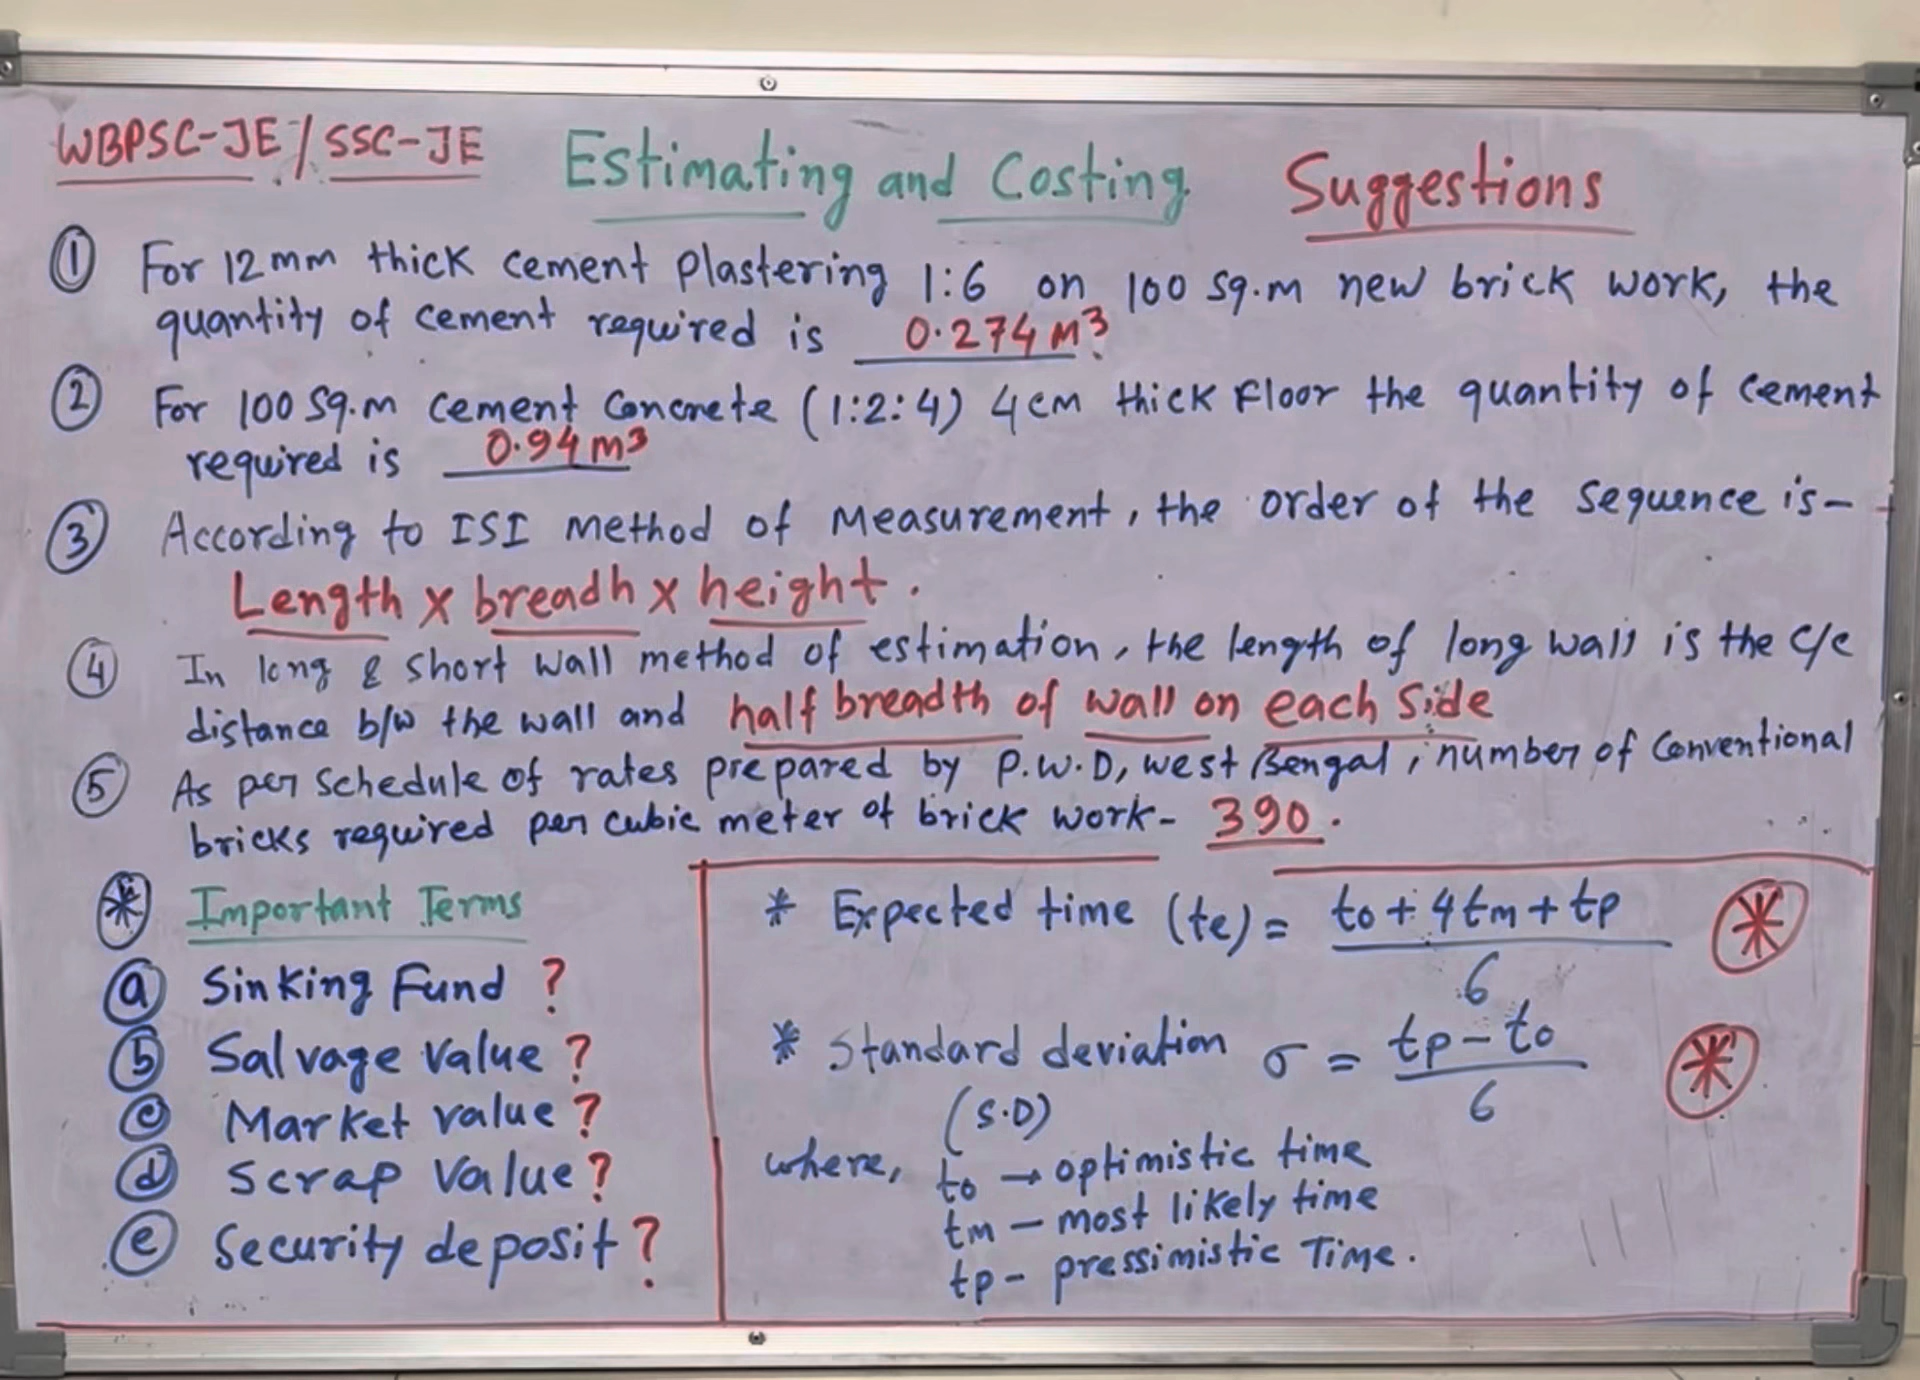 WBPSC-JE / SSC-JE Estimating and Costing Suggestions
① For 12mm thick cement plastering 1:6 on 100 sq.m new brick work, the
quantity of cement required is 0.274 m³
② For 100 sq.m cement concrete (1:2:4) 4cm thick Floor the quantity of cement
required is 0.94 m³
③ According to ISI method of Measurement, the order of the sequence is-
Length x breadh x height.
④ In long & short wall method of estimation, the length of long wall is the c/c
distance b/w the wall and half breadth of wall on each side
⑤ As per schedule of rates prepared by P.W.D, west Bengal, number of conventional
bricks required per cubic meter of brick work- 390.
* Important Terms
ⓐ Sinking Fund ?
ⓑ Salvage value ?
ⓒ Market value ?
ⓓ Scrap Value ?
ⓔ Security deposit ?
* Expected time (te) = to + 4tm + tp
6
*
* Standard deviation σ = tp - to
(S.D) 6
*
where, to → optimistic time
tm - most likely time
tp - pressimistic Time.